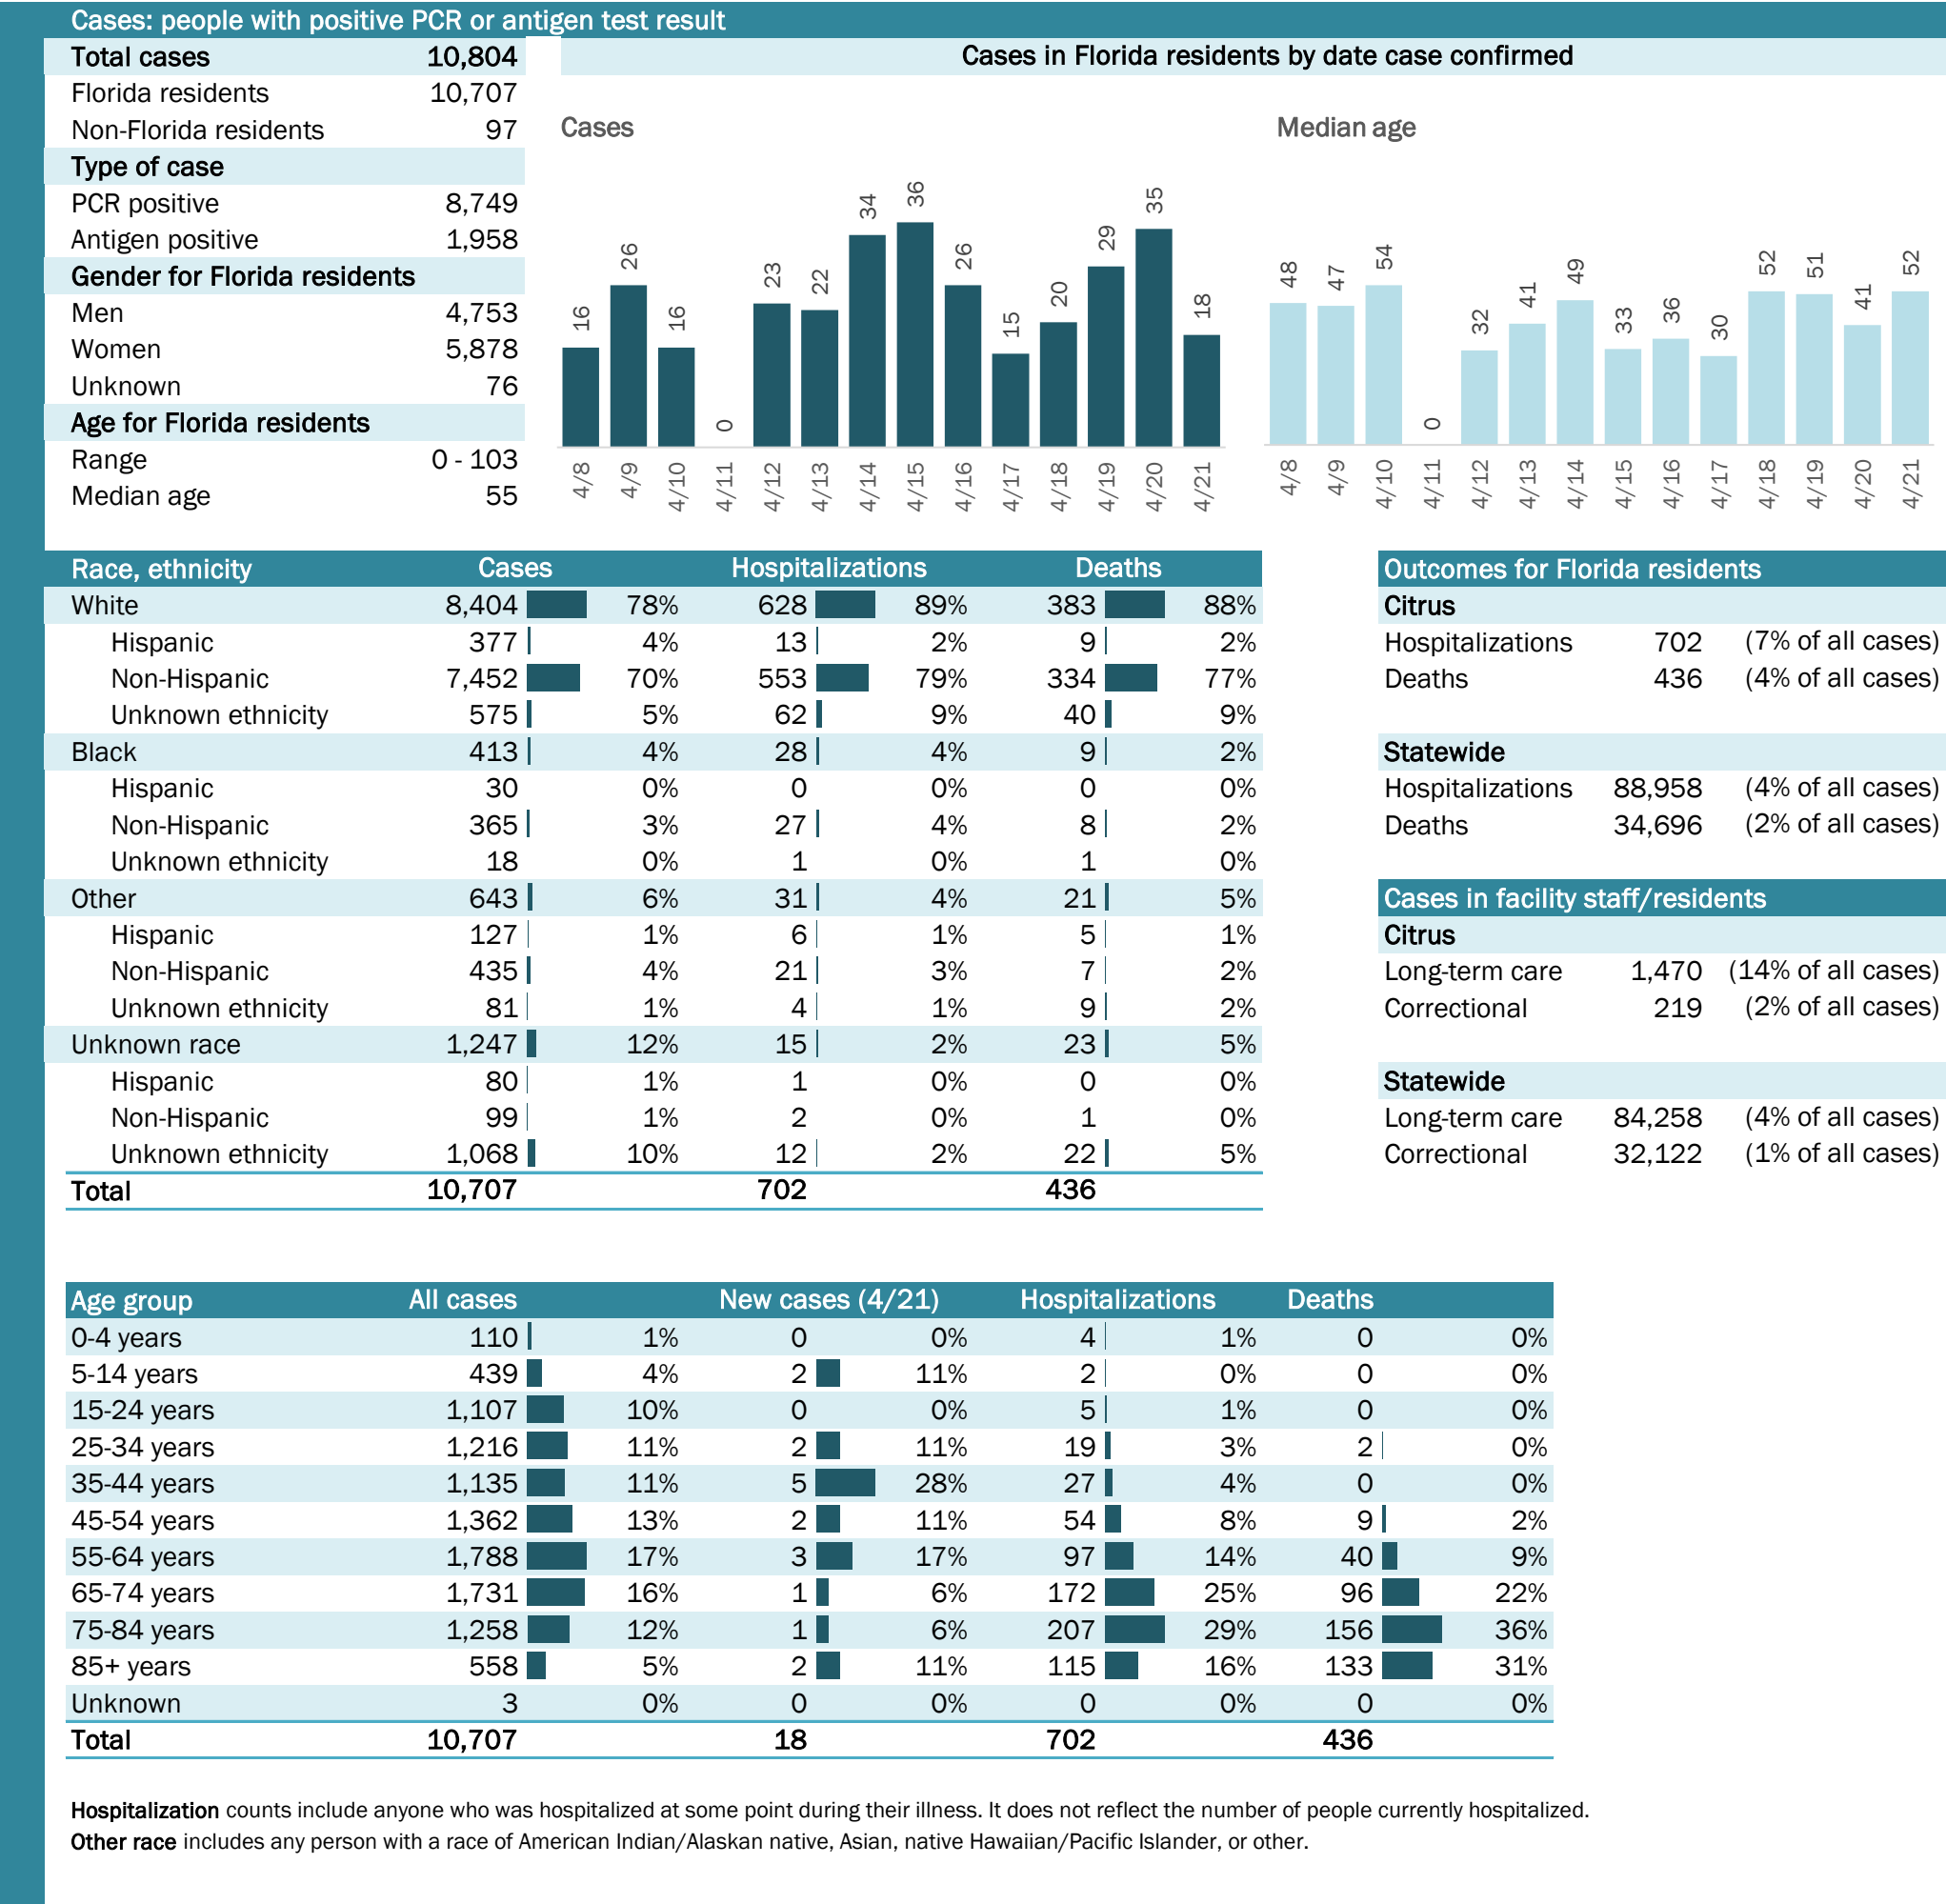 Cases: people with positive PCR or antigen test result
Total cases 10,804
Florida residents 10,707
Non-Florida residents 97
Type of case
PCR positive 8,749
Antigen positive 1,958
Gender for Florida residents
Men 4,753
Women 5,878
Unknown 76
Age for Florida residents
Range 0 - 103
Median age 55
Cases in Florida residents by date case confirmed
Cases
16 26 16 0 23 22 34 36 26 15 20 29 35 18
4/8 4/9 4/10 4/11 4/12 4/13 4/14 4/15 4/16 4/17 4/18 4/19 4/20 4/21
Median age
48 47 54 0 32 41 49 33 36 30 52 51 41 52
4/8 4/9 4/10 4/11 4/12 4/13 4/14 4/15 4/16 4/17 4/18 4/19 4/20 4/21
Race, ethnicity Cases Hospitalizations Deaths
White 8,404 78% 628 89% 383 88%
Hispanic 377 4% 13 2% 9 2%
Non-Hispanic 7,452 70% 553 79% 334 77%
Unknown ethnicity 575 5% 62 9% 40 9%
Black 413 4% 28 4% 9 2%
Hispanic 30 0% 0 0% 0 0%
Non-Hispanic 365 3% 27 4% 8 2%
Unknown ethnicity 18 0% 1 0% 1 0%
Other 643 6% 31 4% 21 5%
Hispanic 127 1% 6 1% 5 1%
Non-Hispanic 435 4% 21 3% 7 2%
Unknown ethnicity 81 1% 4 1% 9 2%
Unknown race 1,247 12% 15 2% 23 5%
Hispanic 80 1% 1 0% 0 0%
Non-Hispanic 99 1% 2 0% 1 0%
Unknown ethnicity 1,068 10% 12 2% 22 5%
Total 10,707 702 436
Outcomes for Florida residents
Citrus
Hospitalizations 702 (7% of all cases)
Deaths 436 (4% of all cases)
Statewide
Hospitalizations 88,958 (4% of all cases)
Deaths 34,696 (2% of all cases)
Cases in facility staff/residents
Citrus
Long-term care 1,470 (14% of all cases)
Correctional 219 (2% of all cases)
Statewide
Long-term care 84,258 (4% of all cases)
Correctional 32,122 (1% of all cases)
Age group All cases New cases (4/21) Hospitalizations Deaths
0-4 years 110 1% 0 0% 4 1% 0 0%
5-14 years 439 4% 2 11% 2 0% 0 0%
15-24 years 1,107 10% 0 0% 5 1% 0 0%
25-34 years 1,216 11% 2 11% 19 3% 2 0%
35-44 years 1,135 11% 5 28% 27 4% 0 0%
45-54 years 1,362 13% 2 11% 54 8% 9 2%
55-64 years 1,788 17% 3 17% 97 14% 40 9%
65-74 years 1,731 16% 1 6% 172 25% 96 22%
75-84 years 1,258 12% 1 6% 207 29% 156 36%
85+ years 558 5% 2 11% 115 16% 133 31%
Unknown 3 0% 0 0% 0 0% 0 0%
Total 10,707 18 702 436
Hospitalization counts include anyone who was hospitalized at some point during their illness. It does not reflect the number of people currently hospitalized.
Other race includes any person with a race of American Indian/Alaskan native, Asian, native Hawaiian/Pacific Islander, or other.